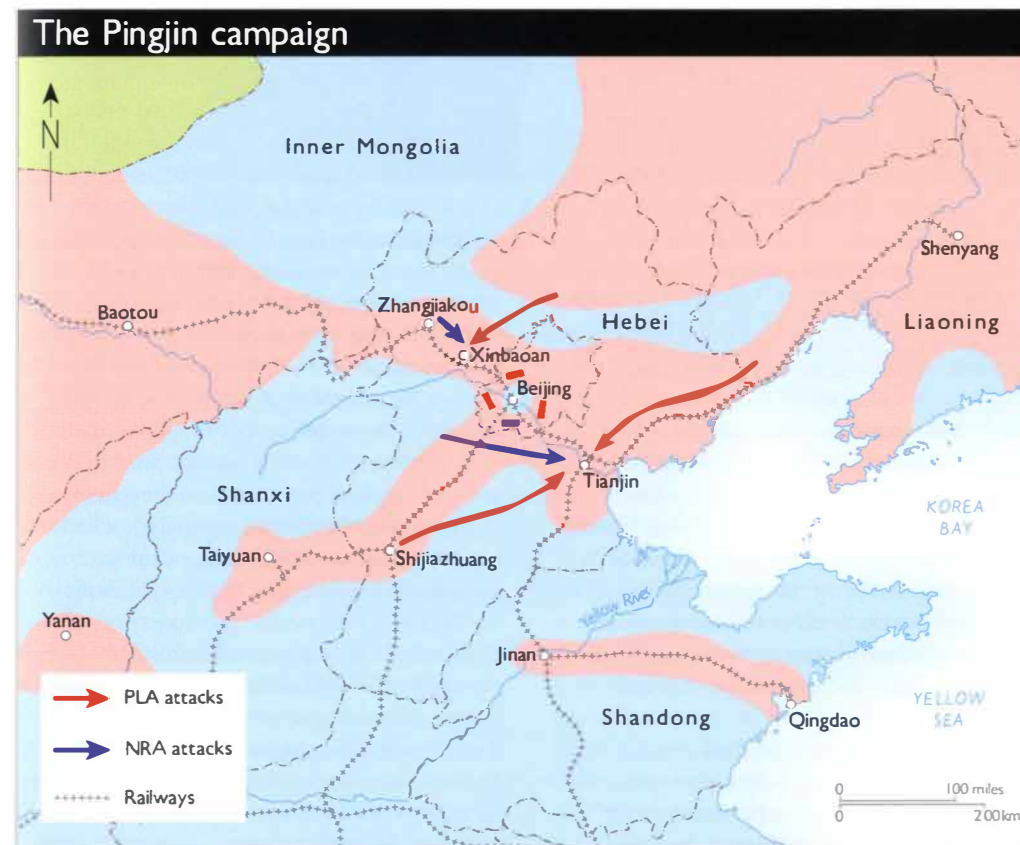 The Pingjin campaign
N
Inner Mongolia
Shenyang
Baotou
Zhangjiakou
Hebei
Liaoning
Xinbaoan
Beijing
Tianjin
Shanxi
KOREA
BAY
Taiyuan
Shijiazhuang
Yanan
Yellow River
Jinan
PLA attacks
Shandong
Qingdao
YELLOW
SEA
NRA attacks
Railways
0 100 miles
0 200km